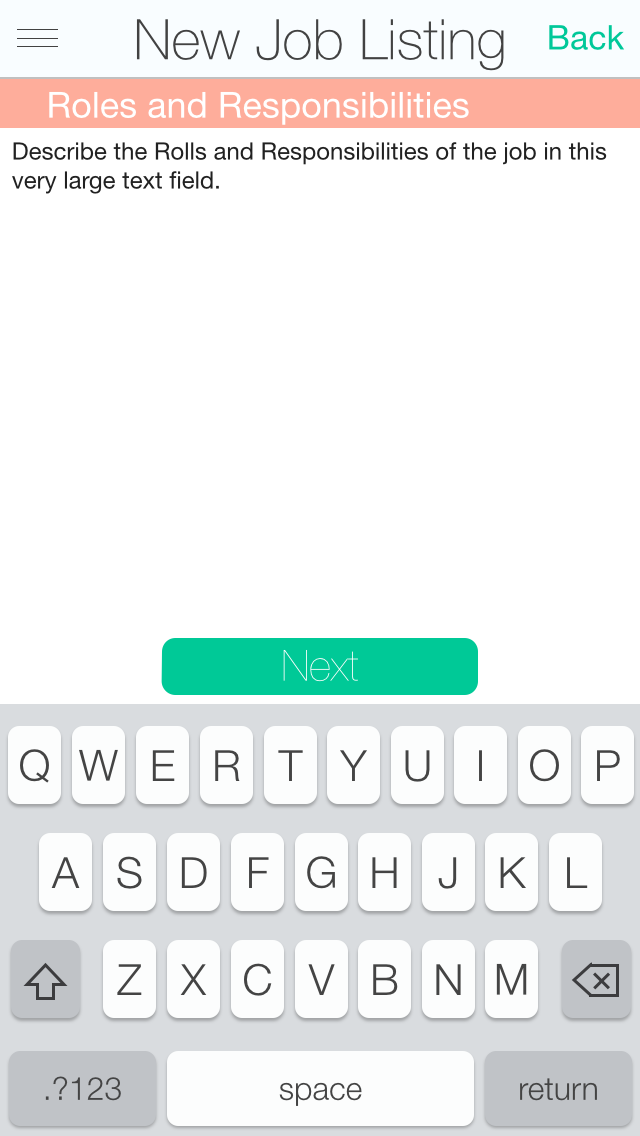 New Job Listing Back
Roles and Responsibilities
Describe the Rolls and Responsibilities of the job in this
very large text field.
Next
Q W E R T Y U I O P
A S D F G H J K L
Z X C V B N M
.?123 space return